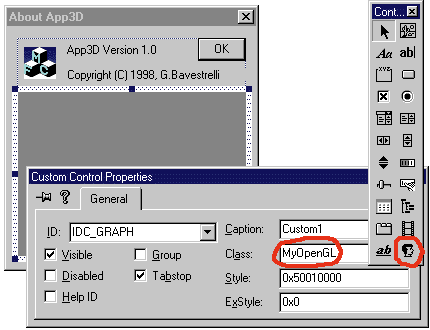 About App3D
Cont...
App3D Version 1.0
OK
Copyright (C) 1998, G.Bavestrelli
Aa
ab|
xyz
Custom Control Properties
General
ID:
IDC_GRAPH
Caption:
Custom1
Visible
Group
Class:
MyOpenGL
Disabled
Tabstop
Style:
0x50010000
Help ID
ExStyle:
0x0
ab